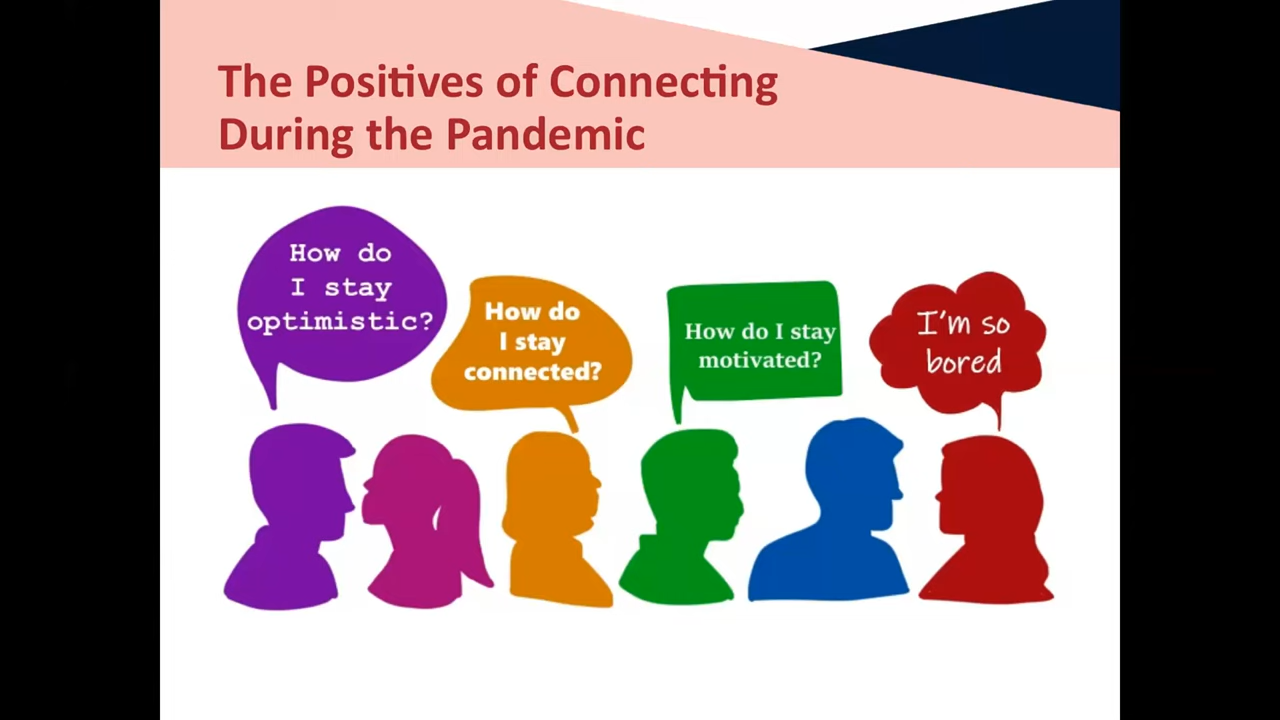 The Positives of Connecting
During the Pandemic
How do
I stay
optimistic?
How do
I stay
connected?
How do I stay
motivated?
I'm so
bored